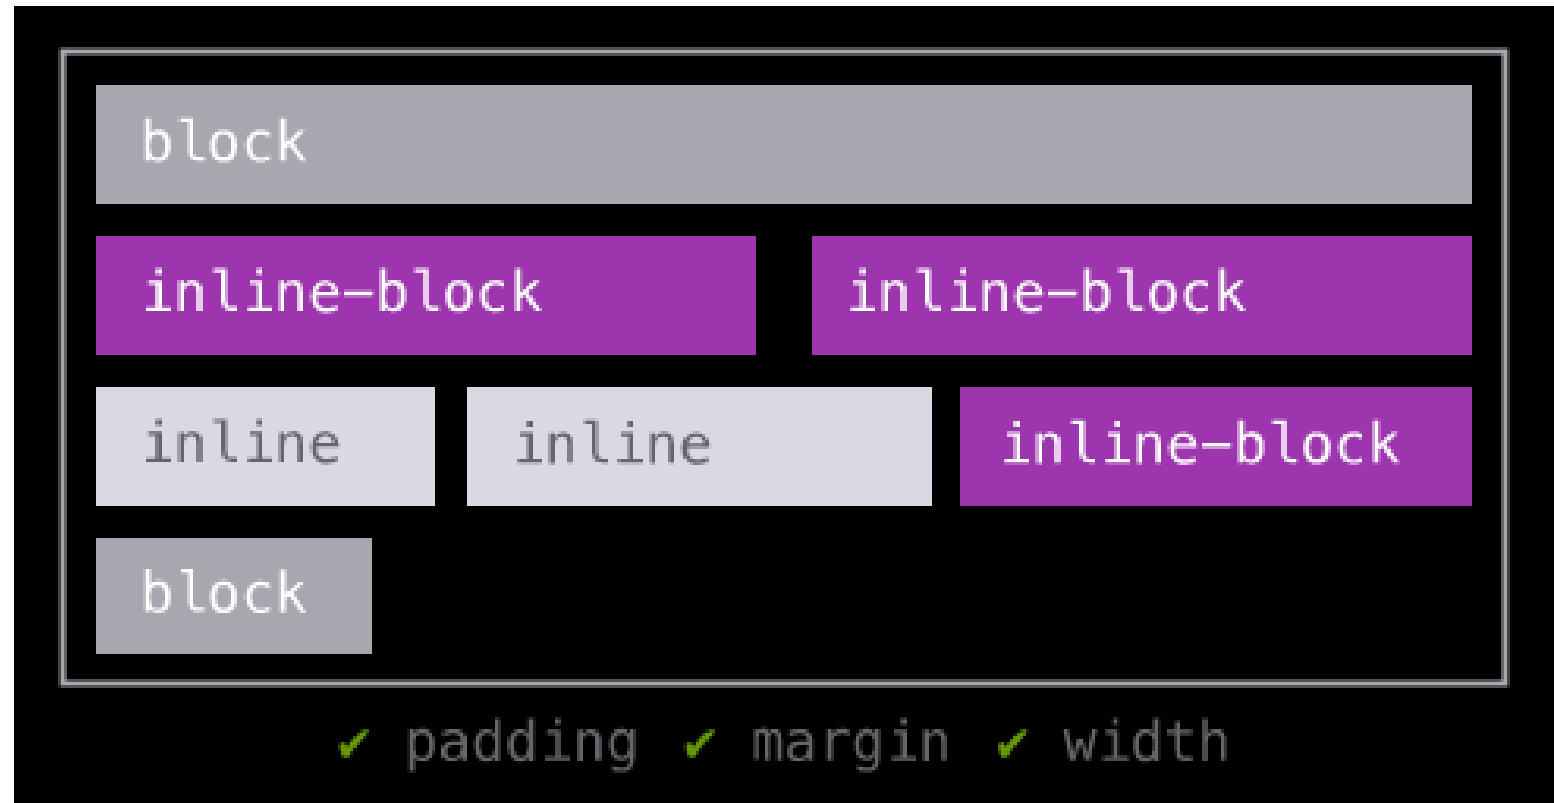 block
inline-block inline-block
inline inline inline-block
block
✔ padding ✔ margin ✔ width